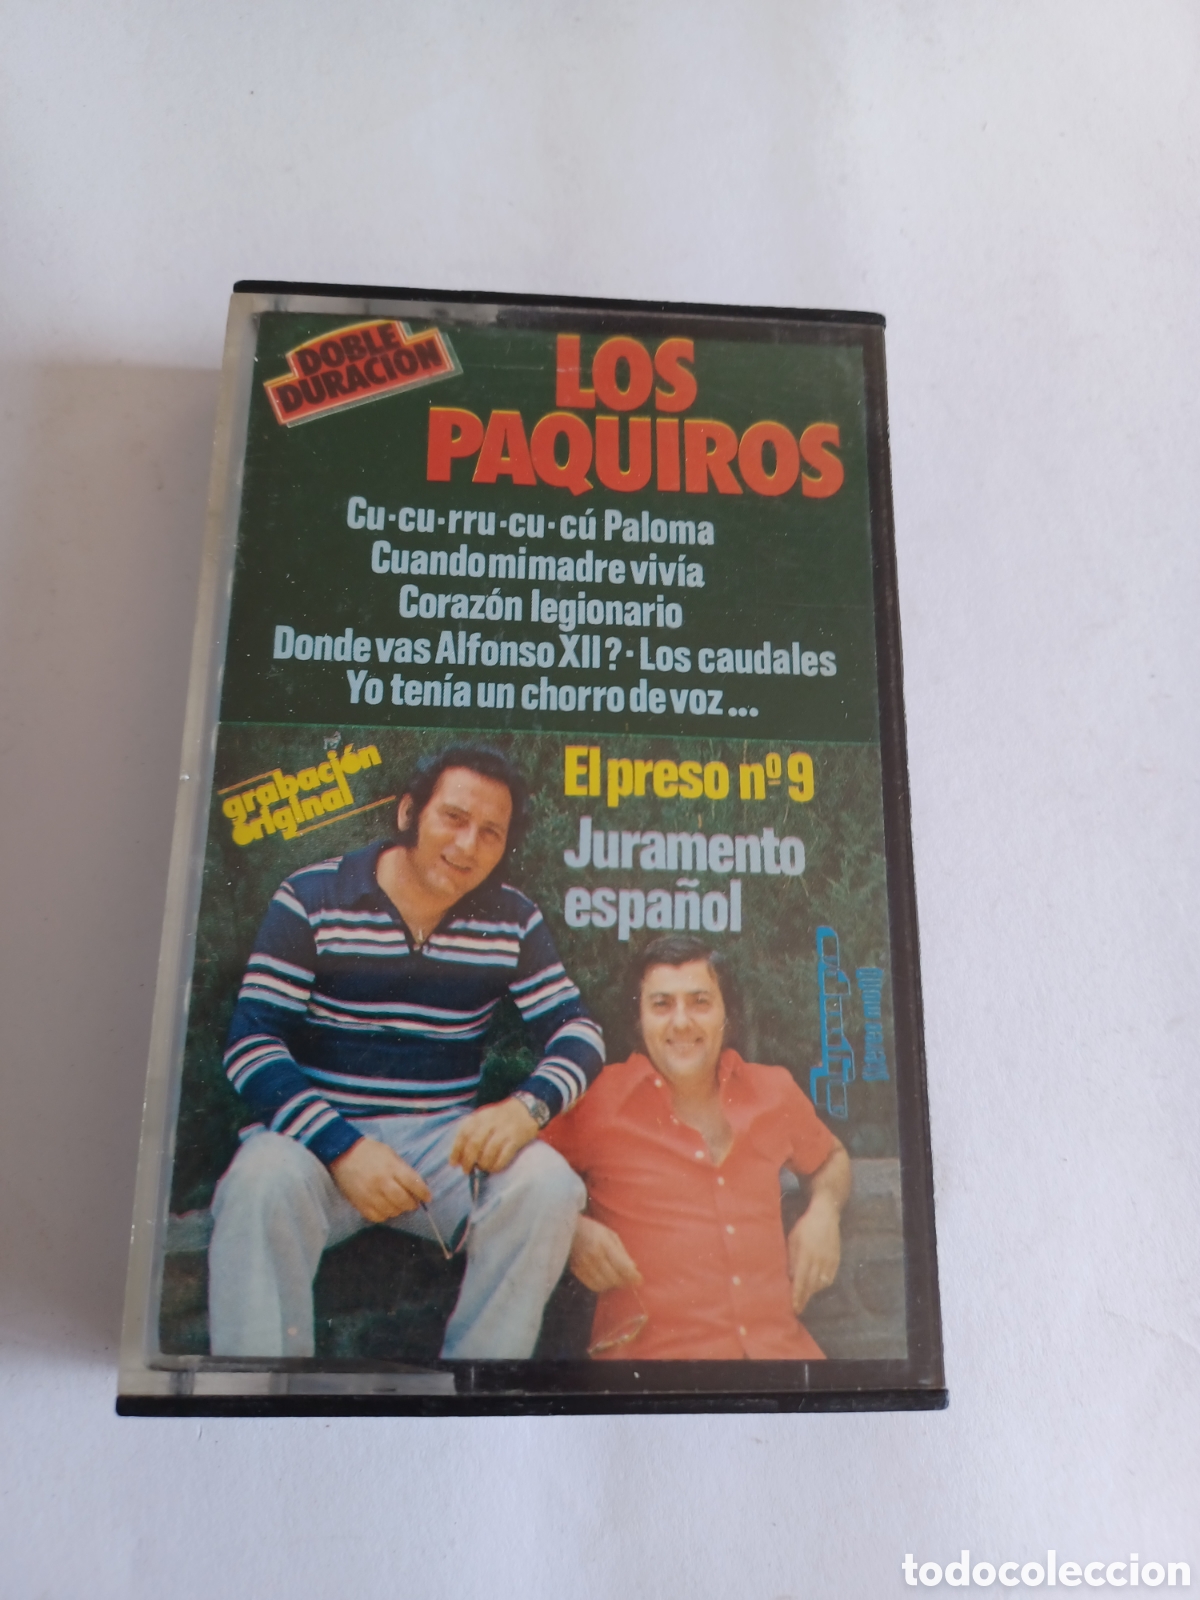 DOBLE
DURACION
LOS
PAQUIROS
Cu·cu·rru·cu·cú Paloma
Cuando mi madre vivía
Corazón legionario
Donde vas Alfonso XII?·Los caudales
Yo tenía un chorro de voz...
grabación
original
El preso nº 9
Juramento
español
todocoleccion